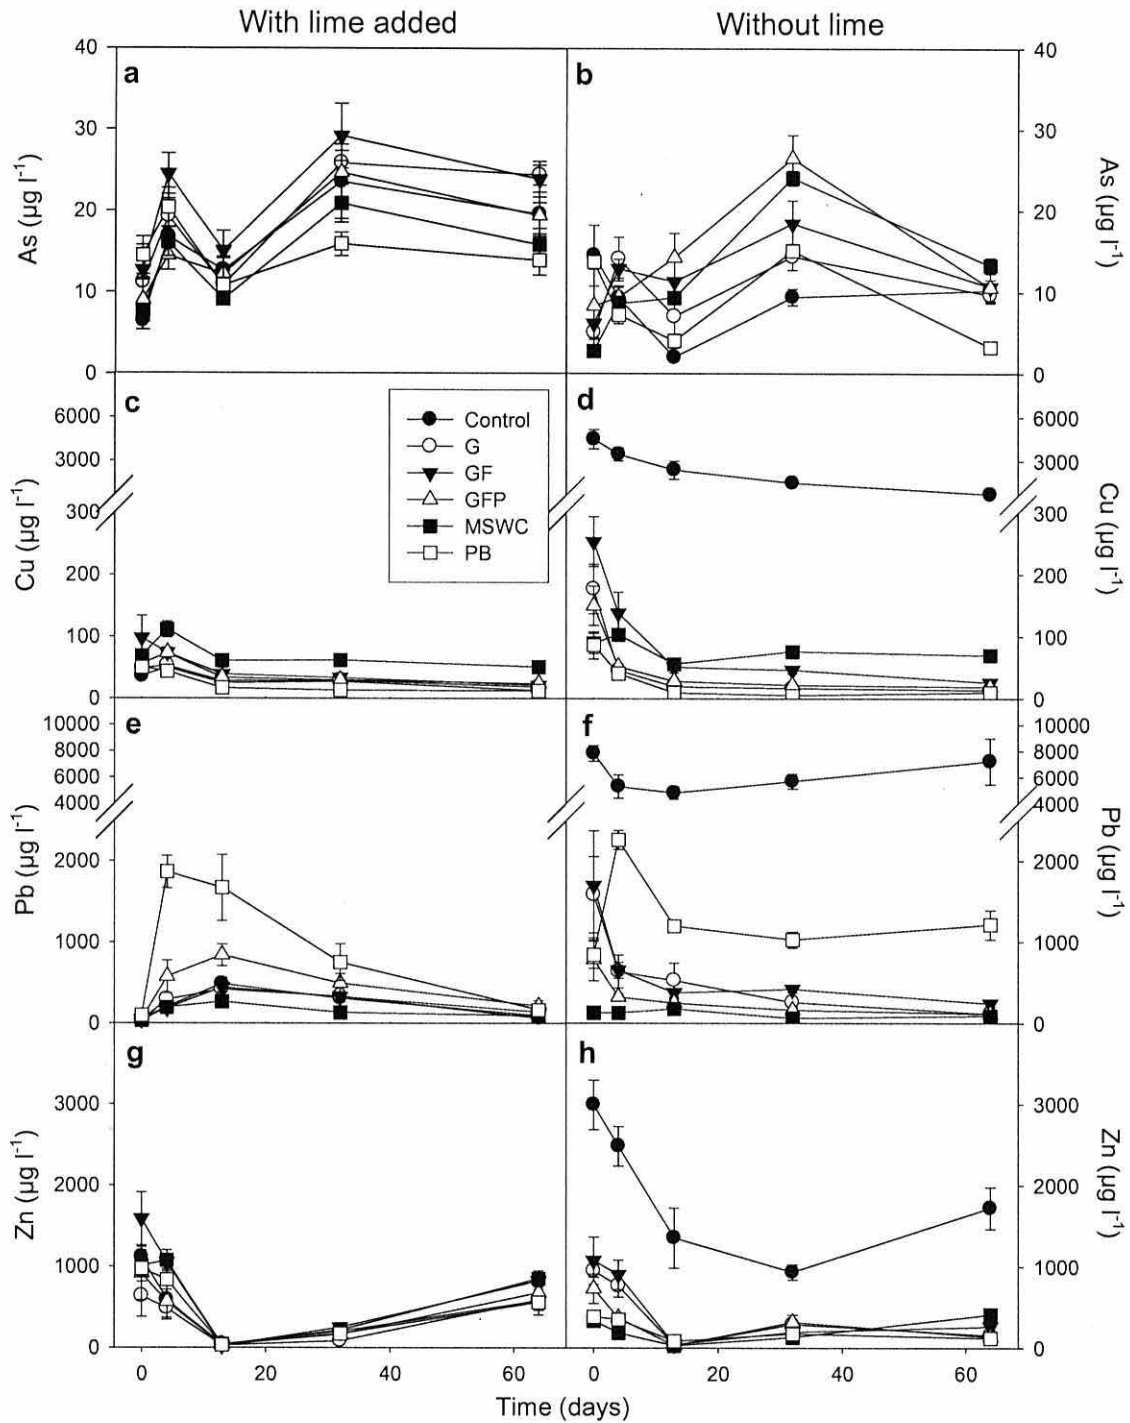 With lime added Without lime
a
b
40
30
20
10
0
As (µg l⁻¹)
40
30
20
10
0
As (µg l⁻¹)
c
d
6000
3000
300
200
100
0
Cu (µg l⁻¹)
Control
G
GF
GFP
MSWC
PB
6000
3000
300
200
100
0
Cu (µg l⁻¹)
e
f
10000
8000
6000
4000
2000
1000
0
Pb (µg l⁻¹)
10000
8000
6000
4000
2000
1000
0
Pb (µg l⁻¹)
g
h
3000
2000
1000
0
Zn (µg l⁻¹)
3000
2000
1000
0
Zn (µg l⁻¹)
0 20 40 60 0 20 40 60
Time (days)